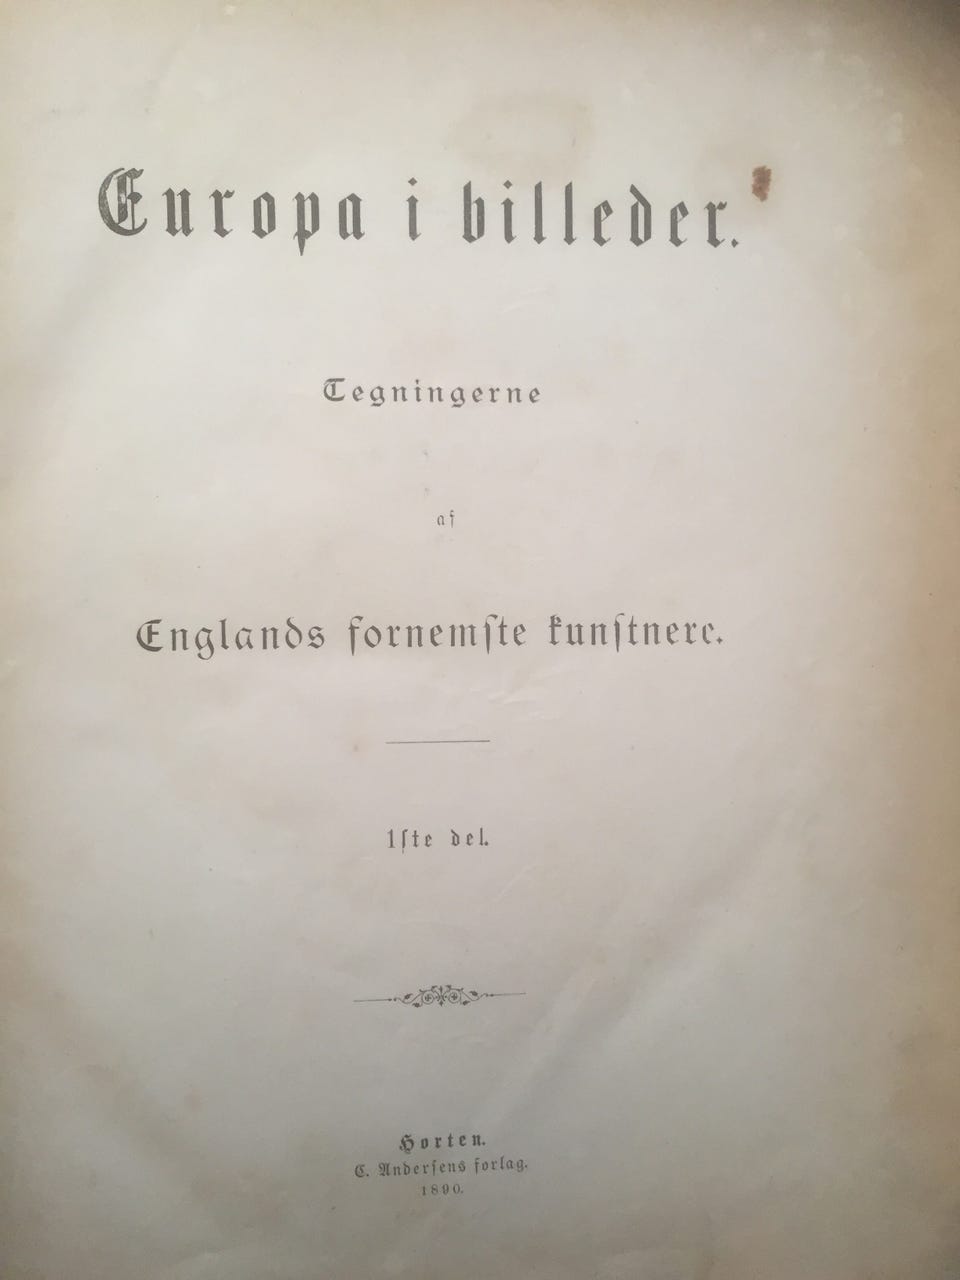 Europa i billeder.
Tegningerne
af
Englands fornemſte kunſtnere.
1ſte del.
Horten.
C. Anderſens forlag.
1890.